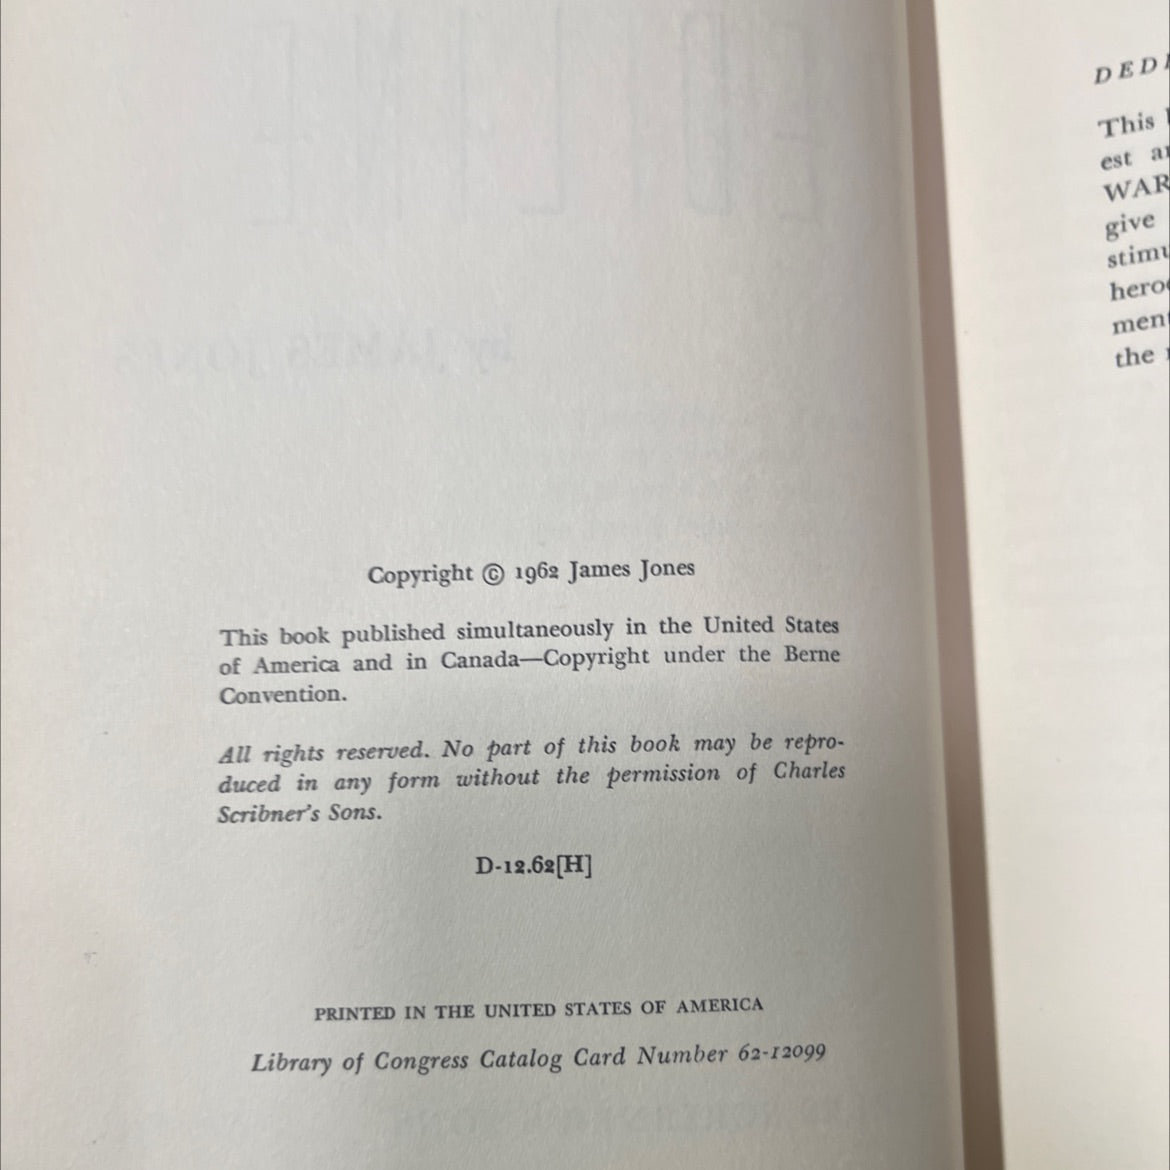 Copyright © 1962 James Jones
This book published simultaneously in the United States
of America and in Canada—Copyright under the Berne
Convention.
All rights reserved. No part of this book may be repro-
duced in any form without the permission of Charles
Scribner's Sons.
D-12.62[H]
PRINTED IN THE UNITED STATES OF AMERICA
Library of Congress Catalog Card Number 62-12099
This
est
WAR
give
the